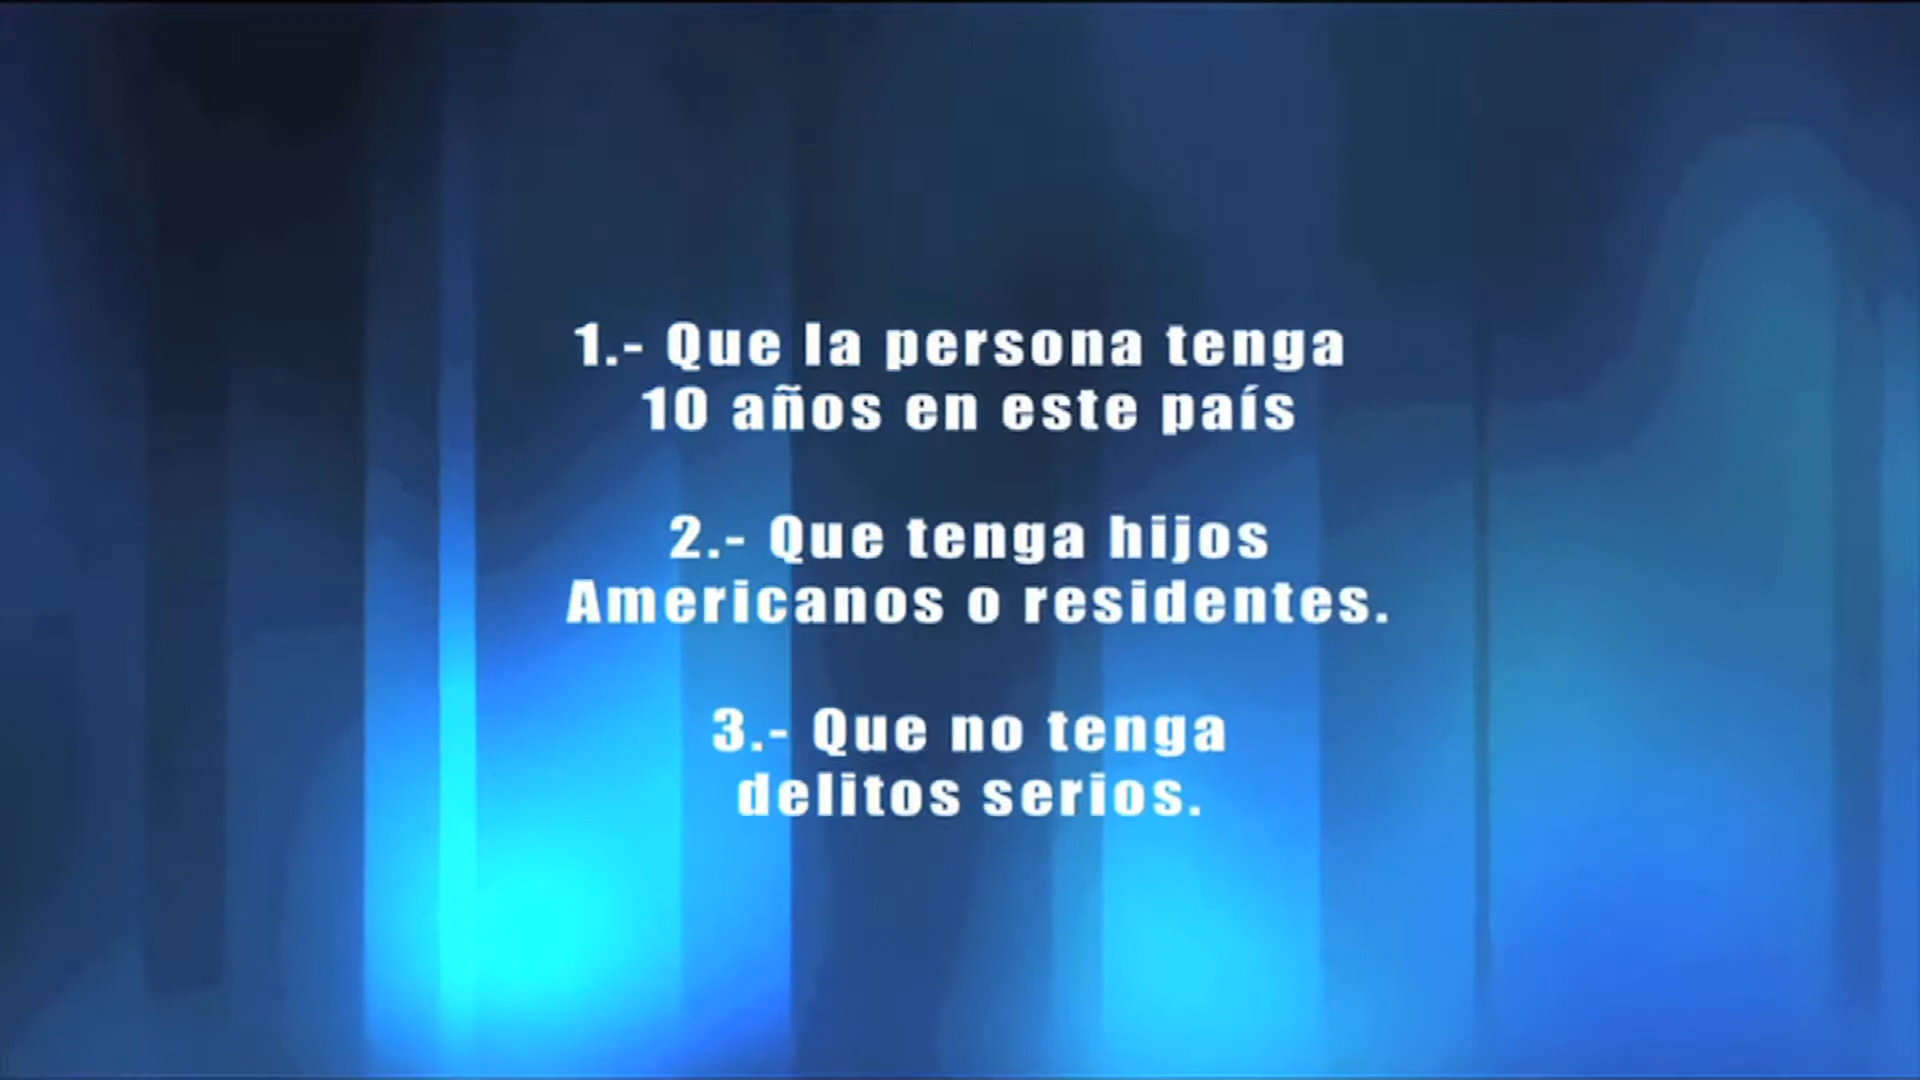 1.- Que la persona tenga
10 años en este país
2.- Que tenga hijos
Americanos o residentes.
3.- Que no tenga
delitos serios.